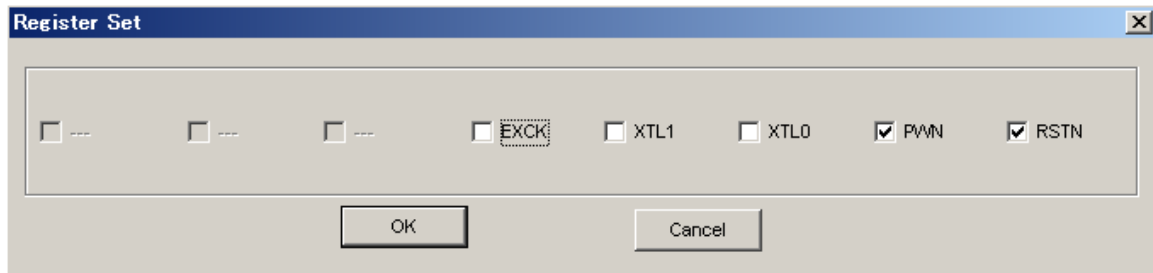 Register Set
--- --- --- EXCK XTL1 XTL0 PWN RSTN
OK Cancel